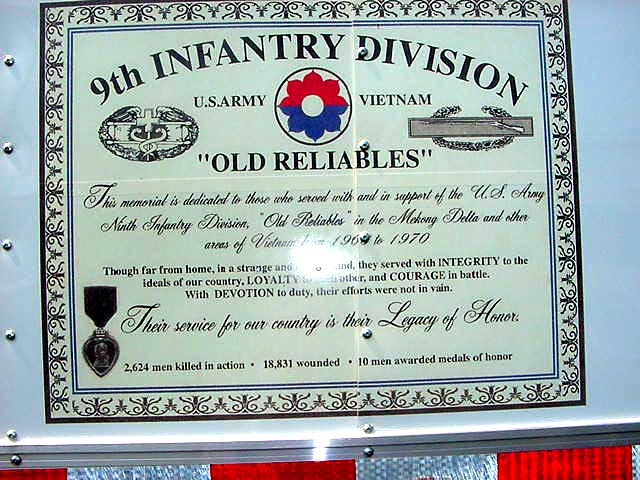 9th INFANTRY DIVISION
U.S. ARMY VIETNAM
"OLD RELIABLES"
This memorial is dedicated to those who served with and in support of the U.S. Army
Ninth Infantry Division, "Old Reliables" in the Mekong Delta and other
areas of Vietnam to 1970
Though far from home, in a strange and they served with INTEGRITY to the
ideals of our country, LOYALTY to other, and COURAGE in battle.
With DEVOTION to duty, their efforts were not in vain.
Their service for our country is their Legacy of Honor.
2,624 men killed in action • 18,831 wounded • 10 men awarded medals of honor